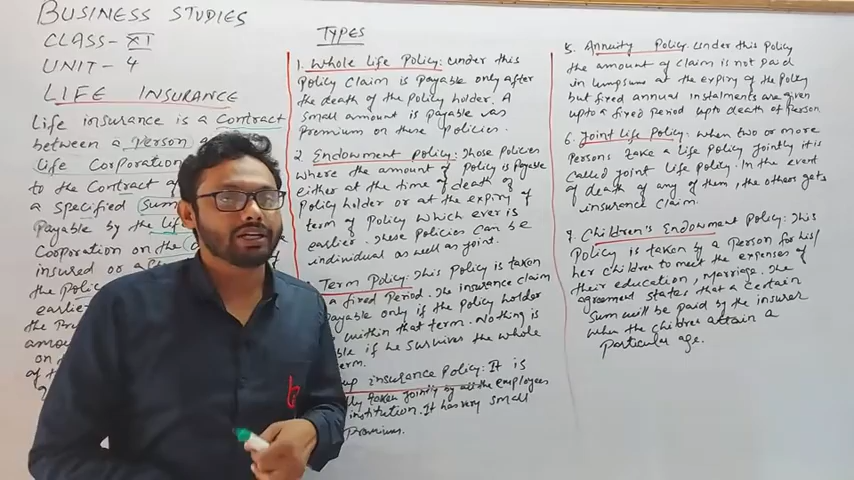 BUSINESS STUDIES
CLASS-XI
UNIT-4
LIFE INSURANCE
Life insurance is a Contract
between a Person
Life Corporation
to the Contract
a specified Sum
Payable by the
Cooperation on the
insured or a
the Polic
earlier
the Pr
amou
on
of t
TYPES
1. Whole Life Policy: under this
Policy Claim is Payable only after
the death of the Policy holder. A
small amount is payable as
Premium on these Policies.
2. Endowment Policy: Those Policies
where the amount of Policy is Payable
either at the time of death of
Policy holder or at the expiry of
term of Policy which ever is
earlier. These Policies can be
individual as well as joint.
Term Policy: This Policy is taken
a fixed Period. The insurance claim
ayable only if the Policy holder
within that term. Nothing is
ble if he survives the whole
erm.
up insurance Policy: It is
ly taken jointly by all the employees
institution. It has very small
Premium.
5. Annuity Policy: under this Policy
the amount of claim is not Paid
in lumpsum at the expiry of the Policy
but fixed annual instalments are given
upto a fixed period upto death of Person
6. Joint Life Policy: when two or more
Persons take a Life Policy jointly it is
called joint Life Policy. In the event
of death of any of them, the others gets
insurance claim.
7. Children's Endowment Policy: This
Policy is taken by a Person for his/
her children to meet the expenses of
their education, Marriage. The
agreement states that a certain
sum will be paid by the insurer
when the children attain a
particular age.